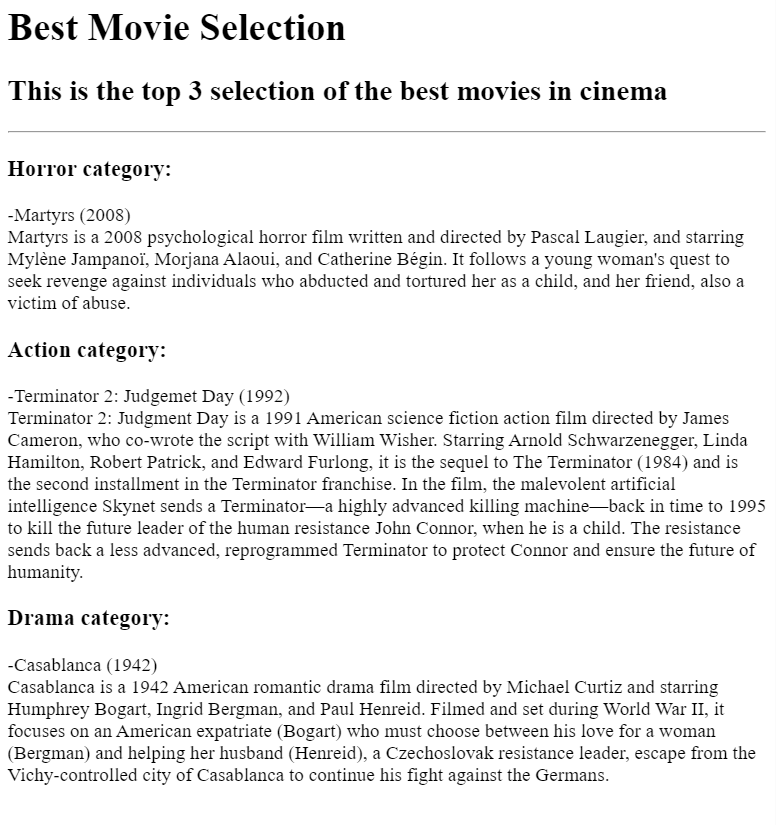 Best Movie Selection
This is the top 3 selection of the best movies in cinema
Horror category:
-Martyrs (2008)
Martyrs is a 2008 psychological horror film written and directed by Pascal Laugier, and starring
Mylène Jampanoï, Morjana Alaoui, and Catherine Bégin. It follows a young woman's quest to
seek revenge against individuals who abducted and tortured her as a child, and her friend, also a
victim of abuse.
Action category:
-Terminator 2: Judgemet Day (1992)
Terminator 2: Judgment Day is a 1991 American science fiction action film directed by James
Cameron, who co-wrote the script with William Wisher. Starring Arnold Schwarzenegger, Linda
Hamilton, Robert Patrick, and Edward Furlong, it is the sequel to The Terminator (1984) and is
the second installment in the Terminator franchise. In the film, the malevolent artificial
intelligence Skynet sends a Terminator—a highly advanced killing machine—back in time to 1995
to kill the future leader of the human resistance John Connor, when he is a child. The resistance
sends back a less advanced, reprogrammed Terminator to protect Connor and ensure the future of
humanity.
Drama category:
-Casablanca (1942)
Casablanca is a 1942 American romantic drama film directed by Michael Curtiz and starring
Humphrey Bogart, Ingrid Bergman, and Paul Henreid. Filmed and set during World War II, it
focuses on an American expatriate (Bogart) who must choose between his love for a woman
(Bergman) and helping her husband (Henreid), a Czechoslovak resistance leader, escape from the
Vichy-controlled city of Casablanca to continue his fight against the Germans.